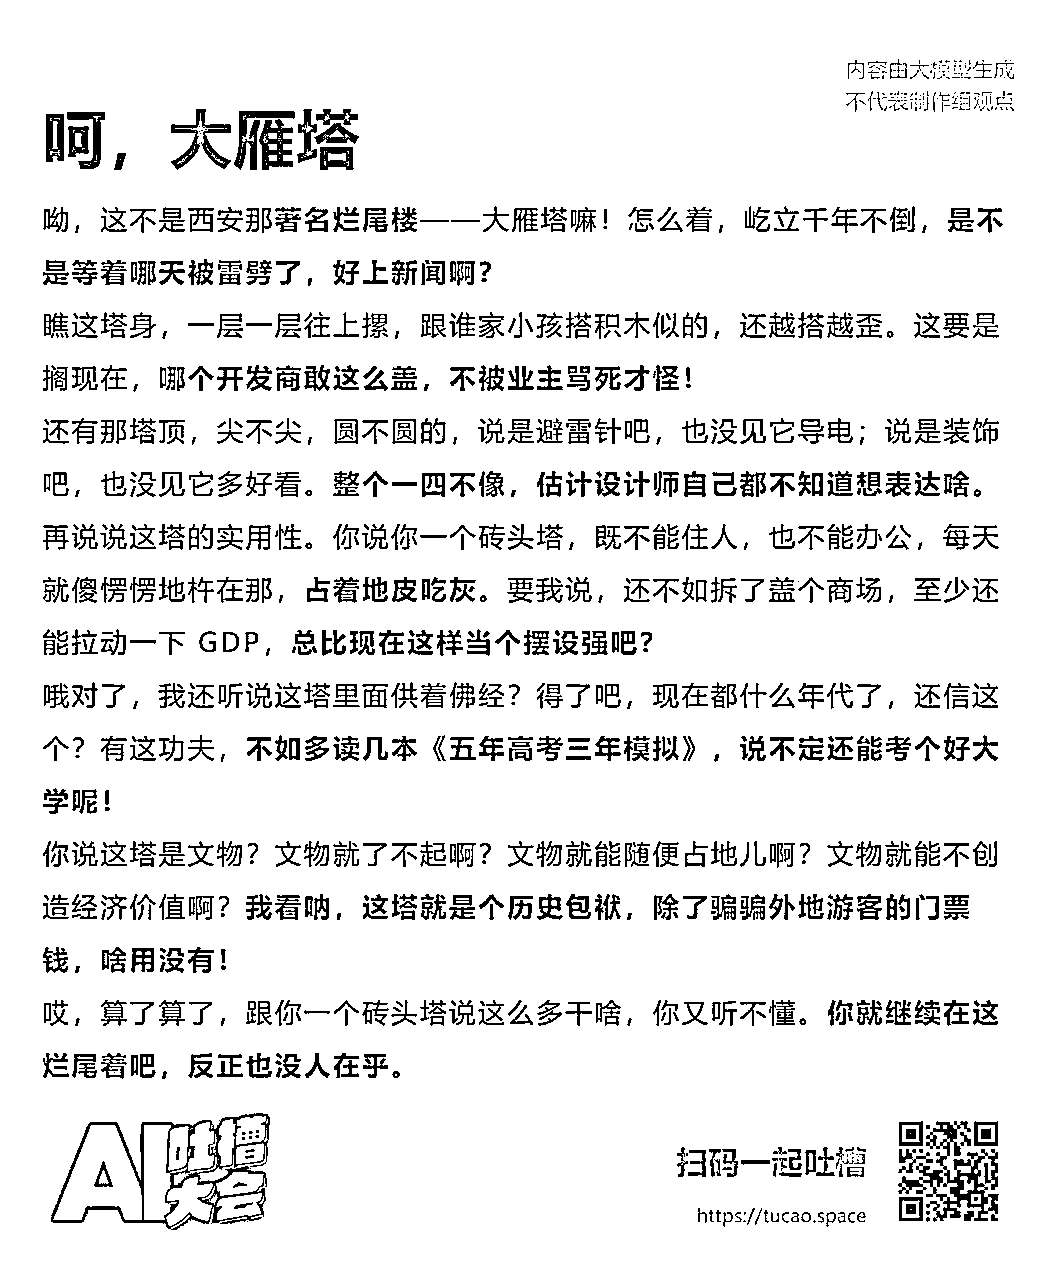 内容由大模型生成
不代表制作组观点
呵，大雁塔
呦，这不是西安那著名烂尾楼——大雁塔嘛！怎么着，屹立千年不倒，是不
是等着哪天被雷劈了，好上新闻啊？
瞧这塔身，一层一层往上摞，跟谁家小孩搭积木似的，还越搭越歪。这要是
搁现在，哪个开发商敢这么盖，不被业主骂死才怪！
还有那塔顶，尖不尖，圆不圆的，说是避雷针吧，也没见它导电；说是装饰
吧，也没见它多好看。整个一四不像，估计设计师自己都不知道想表达啥。
再说说这塔的实用性。你说你一个砖头塔，既不能住人，也不能办公，每天
就傻愣愣地杵在那，占着地皮吃灰。要我说，还不如拆了盖个商场，至少还
能拉动一下 GDP，总比现在这样当个摆设强吧？
哦对了，我还听说这塔里面供着佛经？得了吧，现在都什么年代了，还信这
个？有这功夫，不如多读几本《五年高考三年模拟》，说不定还能考个好大
学呢！
你说这塔是文物？文物就了不起啊？文物就能随便占地儿啊？文物就能不创
造经济价值啊？我看呐，这塔就是个历史包袱，除了骗骗外地游客的门票
钱，啥用没有！
哎，算了算了，跟你一个砖头塔说这么多干啥，你又听不懂。你就继续在这
烂尾着吧，反正也没人在乎。
AI吐槽大会
扫码一起吐槽
https://tucao.space